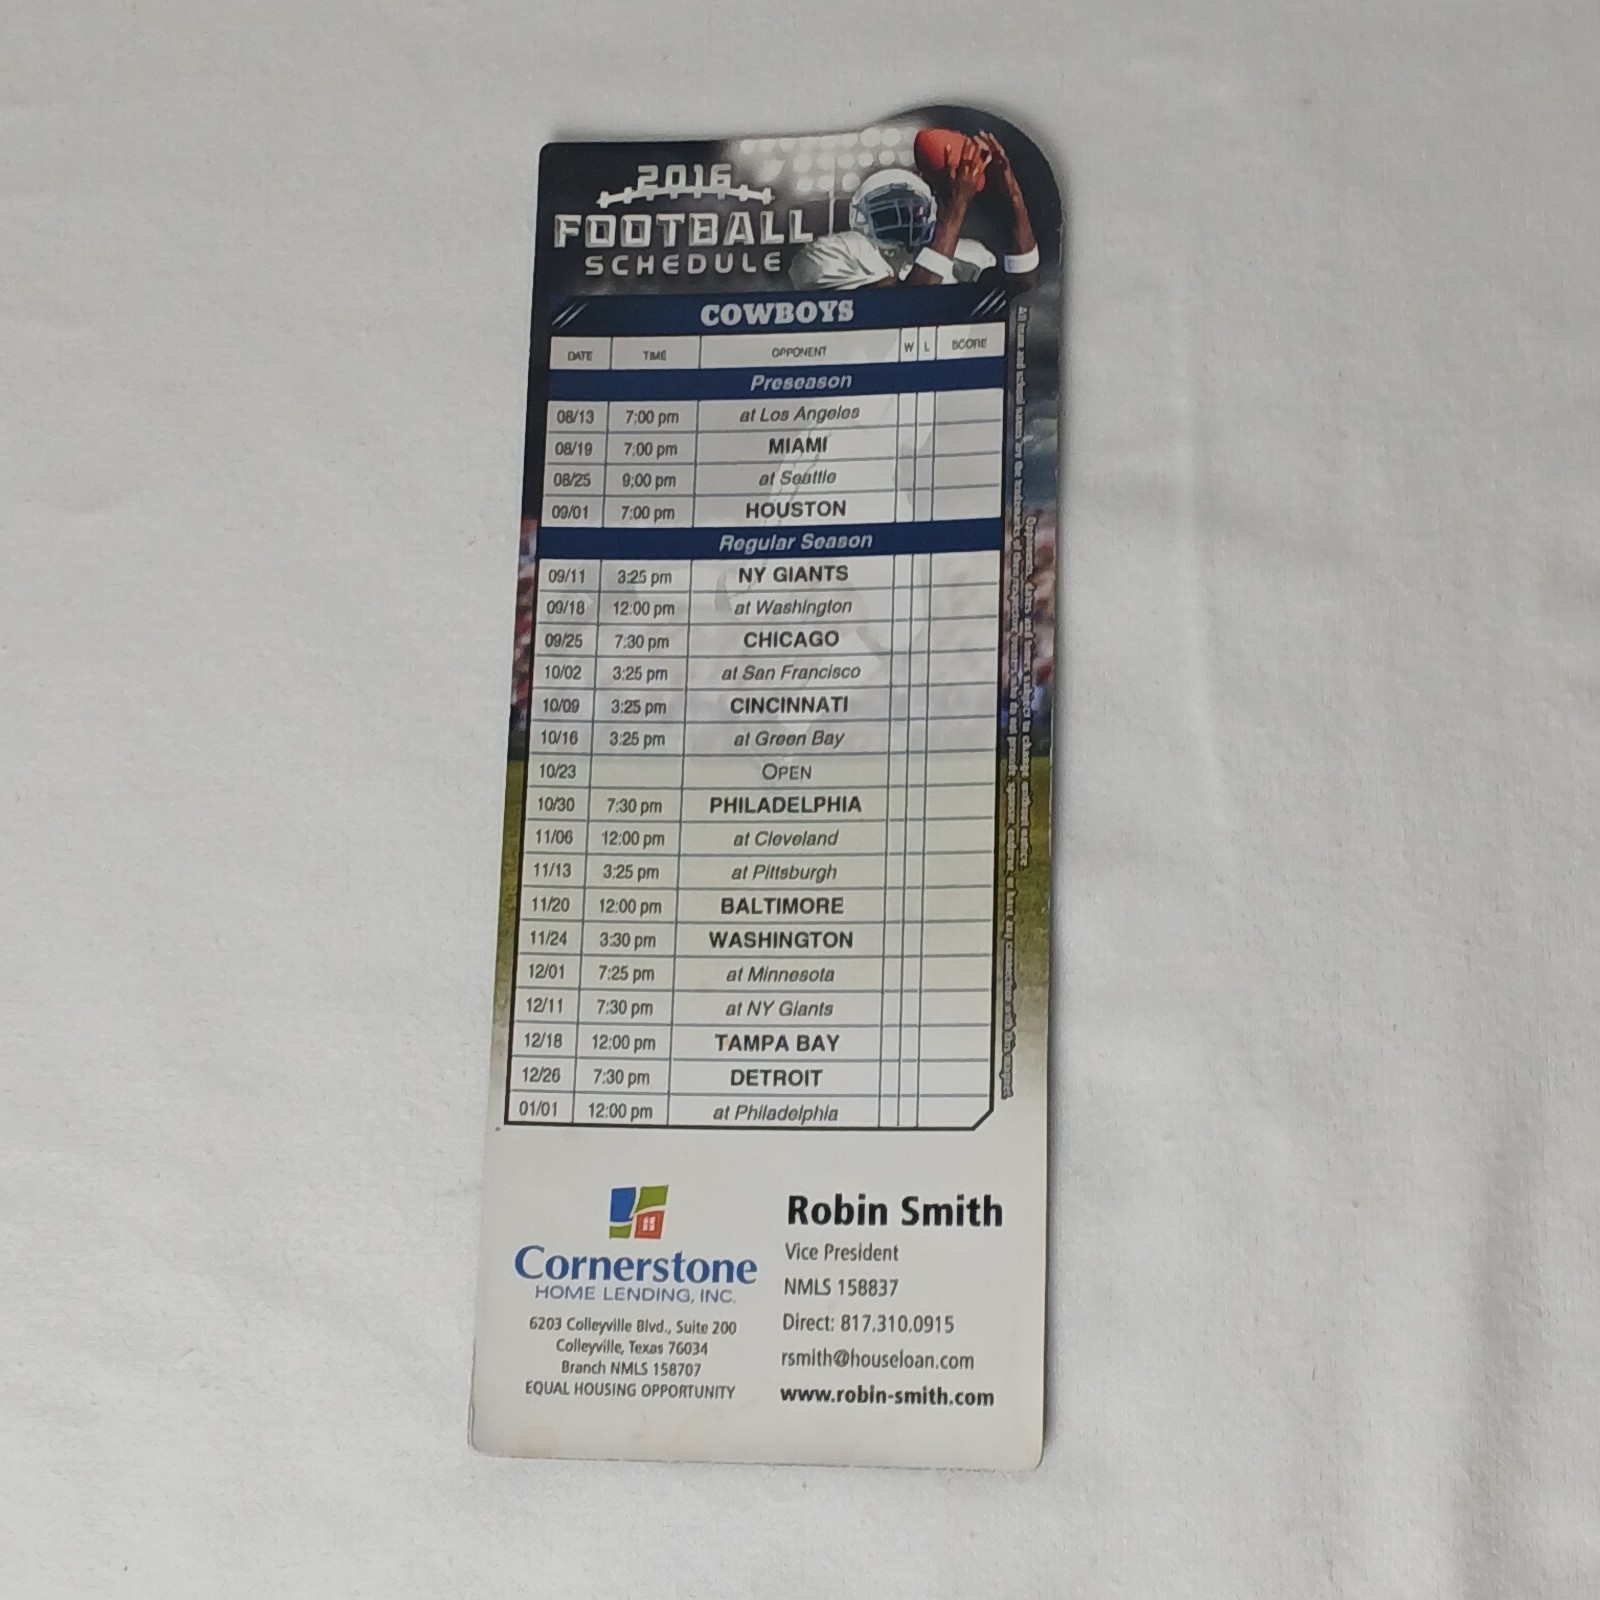 2016
FOOTBALL
SCHEDULE
COWBOYS
DATE TIME OPPONENT W L SCORE
Preseason
08/13 7:00 pm at Los Angeles
08/19 7:00 pm MIAMI
08/25 9:00 pm at Seattle
09/01 7:00 pm HOUSTON
Regular Season
09/11 3:25 pm NY GIANTS
09/18 12:00 pm at Washington
09/25 7:30 pm CHICAGO
10/02 3:25 pm at San Francisco
10/09 3:25 pm CINCINNATI
10/16 3:25 pm at Green Bay
10/23 OPEN
10/30 7:30 pm PHILADELPHIA
11/06 12:00 pm at Cleveland
11/13 3:25 pm at Pittsburgh
11/20 12:00 pm BALTIMORE
11/24 3:30 pm WASHINGTON
12/01 7:25 pm at Minnesota
12/11 7:30 pm at NY Giants
12/18 12:00 pm TAMPA BAY
12/26 7:30 pm DETROIT
01/01 12:00 pm at Philadelphia
Cornerstone
HOME LENDING, INC.
6203 Colleyville Blvd., Suite 200
Colleyville, Texas 76034
Branch NMLS 158707
EQUAL HOUSING OPPORTUNITY
Robin Smith
Vice President
NMLS 158837
Direct: 817.310.0915
rsmith@houseloan.com
www.robin-smith.com